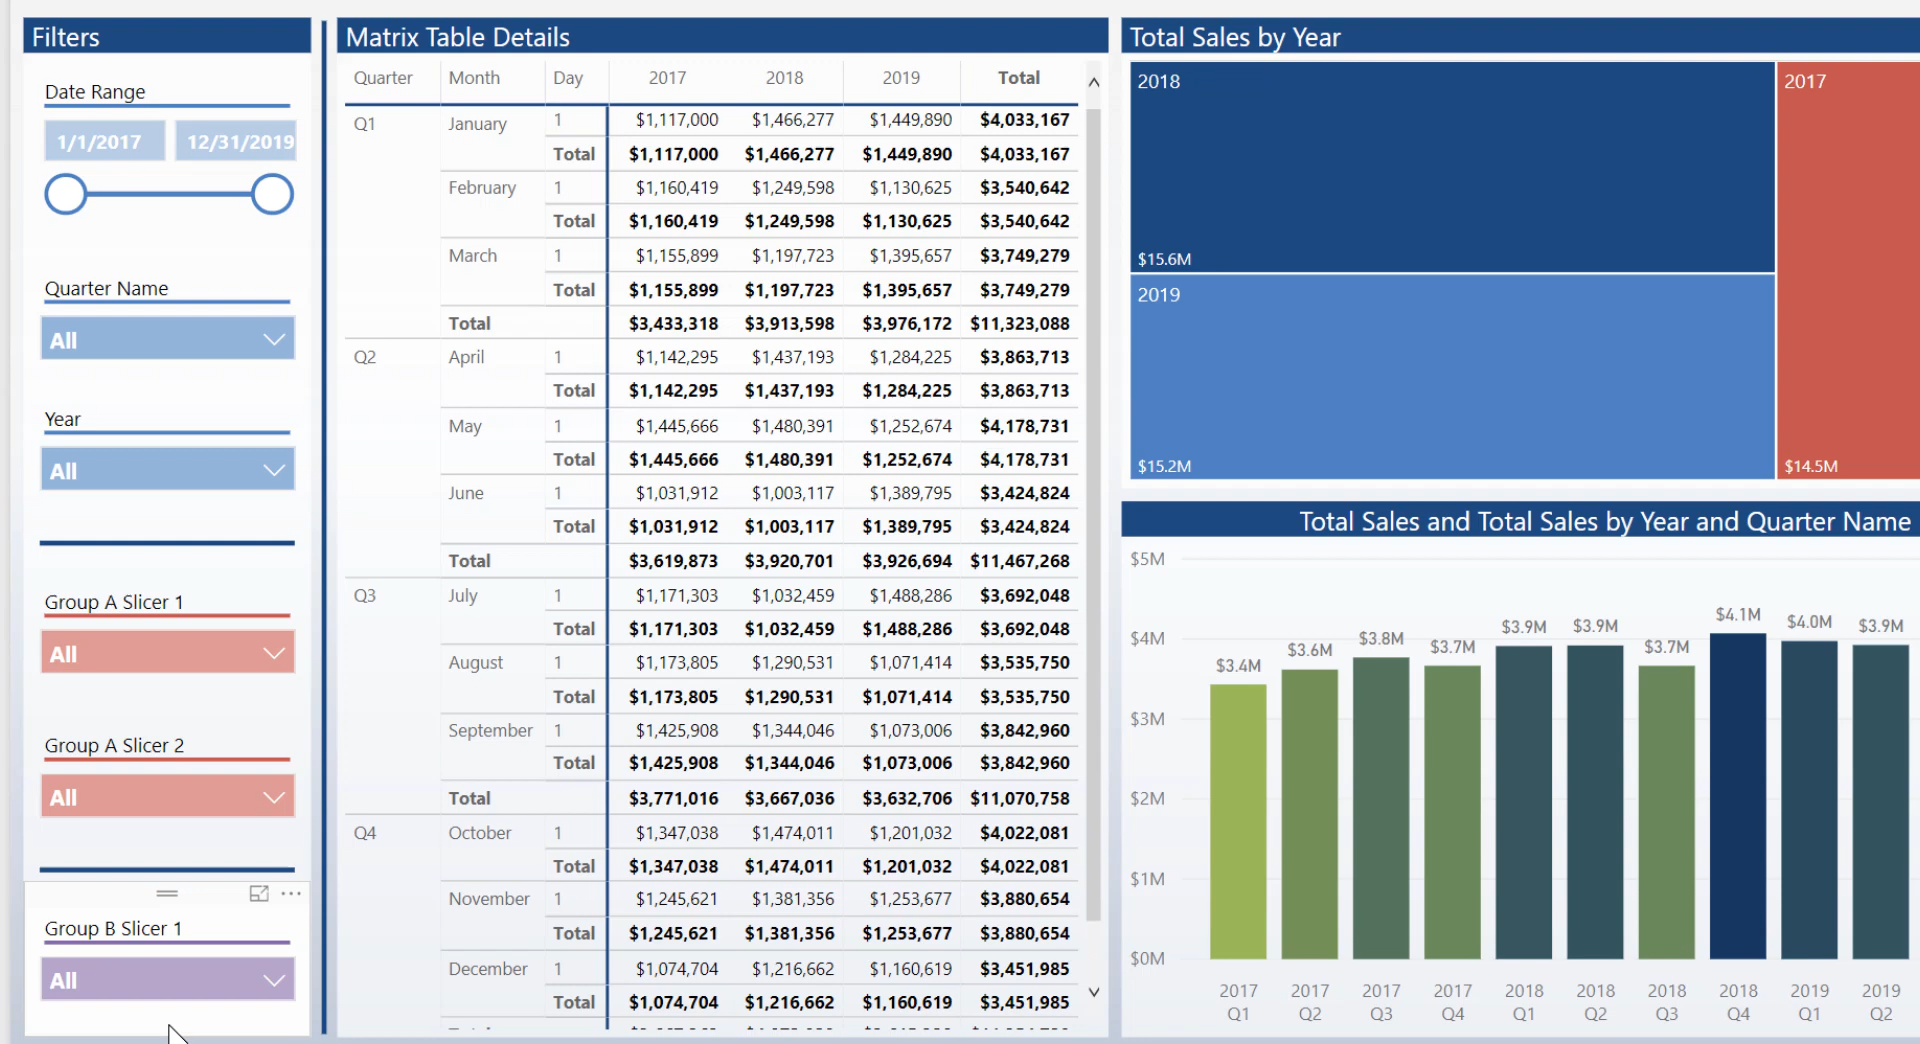 Filters
Date Range
1/1/2017 12/31/2019
Quarter Name
All
Year
All
Group A Slicer 1
All
Group A Slicer 2
All
Group B Slicer 1
All
Matrix Table Details
Quarter Month Day 2017 2018 2019 Total
Q1 January 1 $1,117,000 $1,466,277 $1,449,890 $4,033,167
Total $1,117,000 $1,466,277 $1,449,890 $4,033,167
February 1 $1,160,419 $1,249,598 $1,130,625 $3,540,642
Total $1,160,419 $1,249,598 $1,130,625 $3,540,642
March 1 $1,155,899 $1,197,723 $1,395,657 $3,749,279
Total $1,155,899 $1,197,723 $1,395,657 $3,749,279
Total $3,433,318 $3,913,598 $3,976,172 $11,323,088
Q2 April 1 $1,142,295 $1,437,193 $1,284,225 $3,863,713
Total $1,142,295 $1,437,193 $1,284,225 $3,863,713
May 1 $1,445,666 $1,480,391 $1,252,674 $4,178,731
Total $1,445,666 $1,480,391 $1,252,674 $4,178,731
June 1 $1,031,912 $1,003,117 $1,389,795 $3,424,824
Total $1,031,912 $1,003,117 $1,389,795 $3,424,824
Total $3,619,873 $3,920,701 $3,926,694 $11,467,268
Q3 July 1 $1,171,303 $1,032,459 $1,488,286 $3,692,048
Total $1,171,303 $1,032,459 $1,488,286 $3,692,048
August 1 $1,173,805 $1,290,531 $1,071,414 $3,535,750
Total $1,173,805 $1,290,531 $1,071,414 $3,535,750
September 1 $1,425,908 $1,344,046 $1,073,006 $3,842,960
Total $1,425,908 $1,344,046 $1,073,006 $3,842,960
Total $3,771,016 $3,667,036 $3,632,706 $11,070,758
Q4 October 1 $1,347,038 $1,474,011 $1,201,032 $4,022,081
Total $1,347,038 $1,474,011 $1,201,032 $4,022,081
November 1 $1,245,621 $1,381,356 $1,253,677 $3,880,654
Total $1,245,621 $1,381,356 $1,253,677 $3,880,654
December 1 $1,074,704 $1,216,662 $1,160,619 $3,451,985
Total $1,074,704 $1,216,662 $1,160,619 $3,451,985
Total Sales by Year
2018 2017
$15.6M
2019
$15.2M $14.5M
Total Sales and Total Sales by Year and Quarter Name
$5M
$4M
$3M
$2M
$1M
$0M
$3.4M $3.6M $3.8M $3.7M $3.9M $3.9M $3.7M $4.1M $4.0M $3.9M
2017 2017 2017 2017 2018 2018 2018 2018 2019 2019
Q1 Q2 Q3 Q4 Q1 Q2 Q3 Q4 Q1 Q2